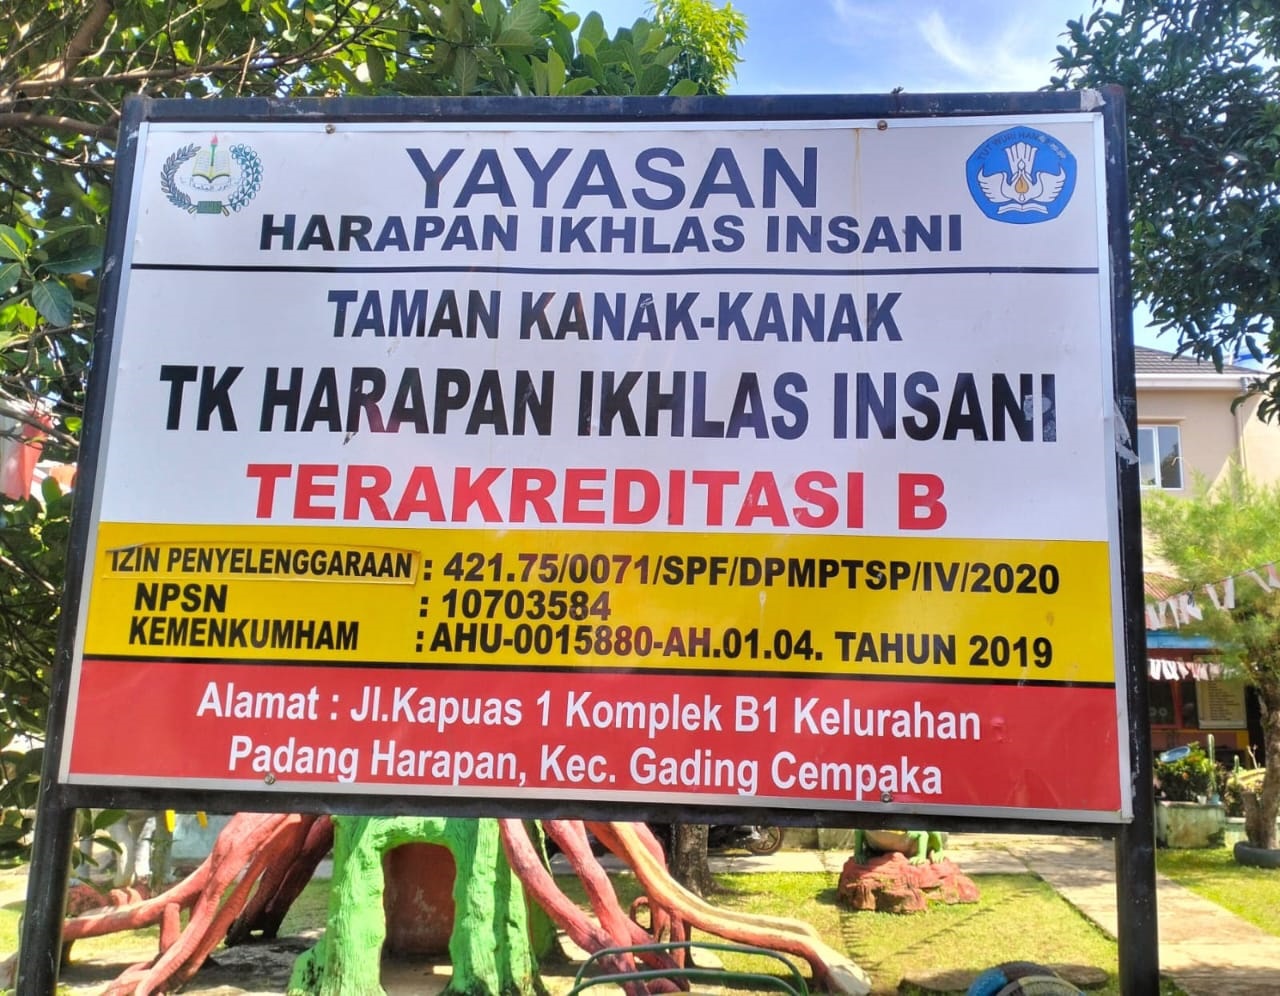 YAYASAN
HARAPAN IKHLAS INSANI
TAMAN KANAK-KANAK
TK HARAPAN IKHLAS INSANI
TERAKREDITASI B
IZIN PENYELENGGARAAN : 421.75/0071/SPF/DPMPTSP/IV/2020
NPSN : 10703584
KEMENKUMHAM : AHU-0015880-AH.01.04. TAHUN 2019
Alamat : Jl.Kapuas 1 Komplek B1 Kelurahan
Padang Harapan, Kec. Gading Cempaka